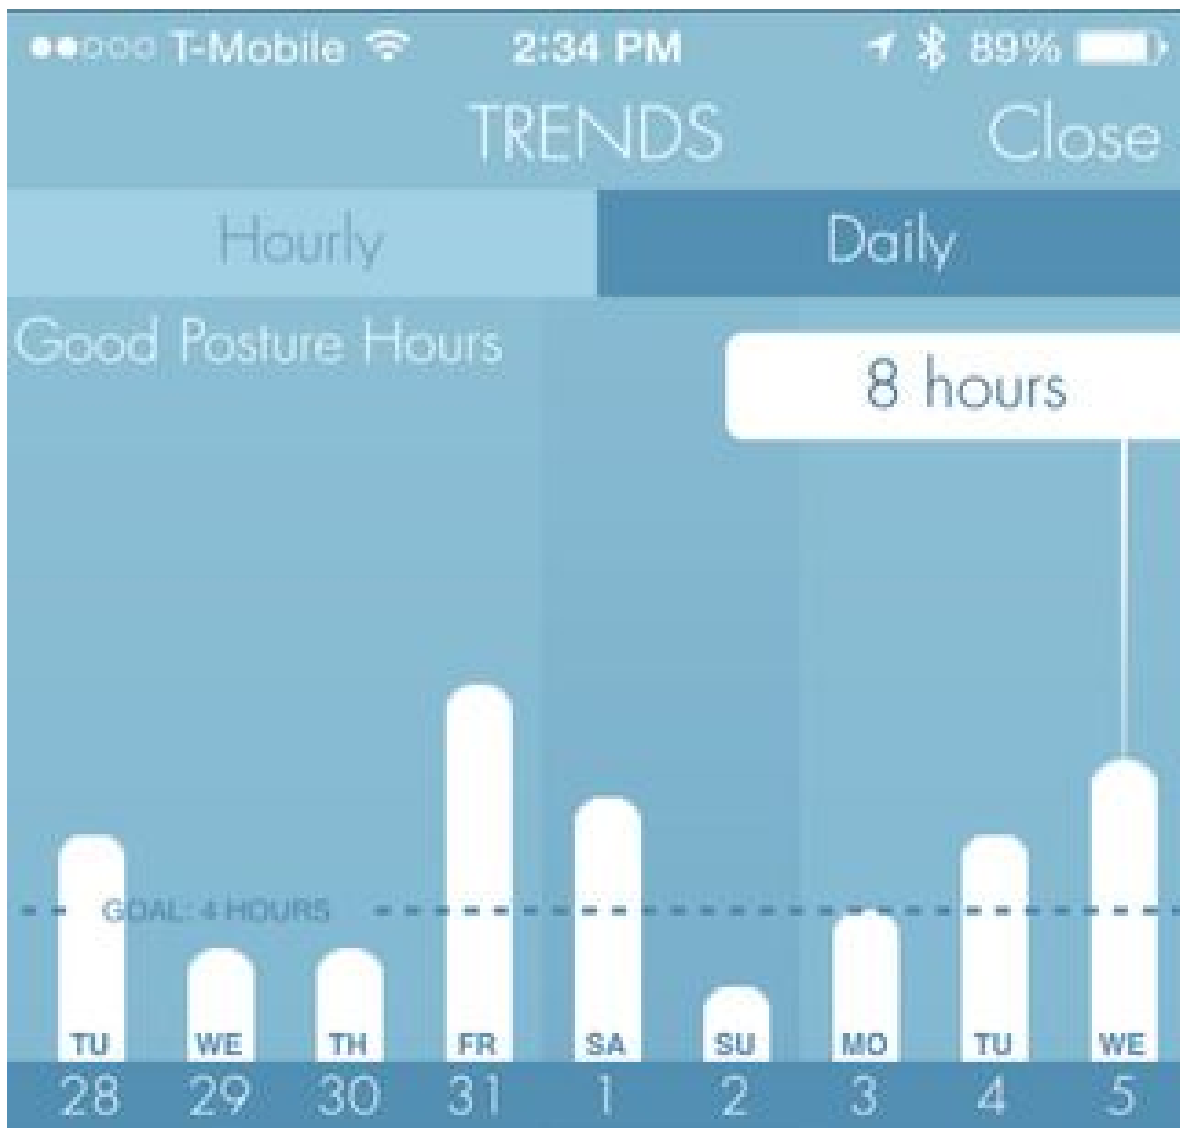 T-Mobile 2:34 PM 89%
TRENDS Close
Hourly Daily
Good Posture Hours
8 hours
GOAL: 4 HOURS
TU WE TH FR SA SU MO TU WE
28 29 30 31 1 2 3 4 5